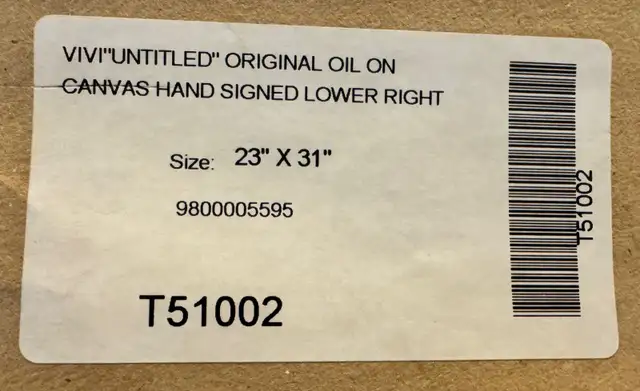 VIVI"UNTITLED" ORIGINAL OIL ON
CANVAS HAND SIGNED LOWER RIGHT
Size: 23" X 31"
9800005595
T51002
T51002